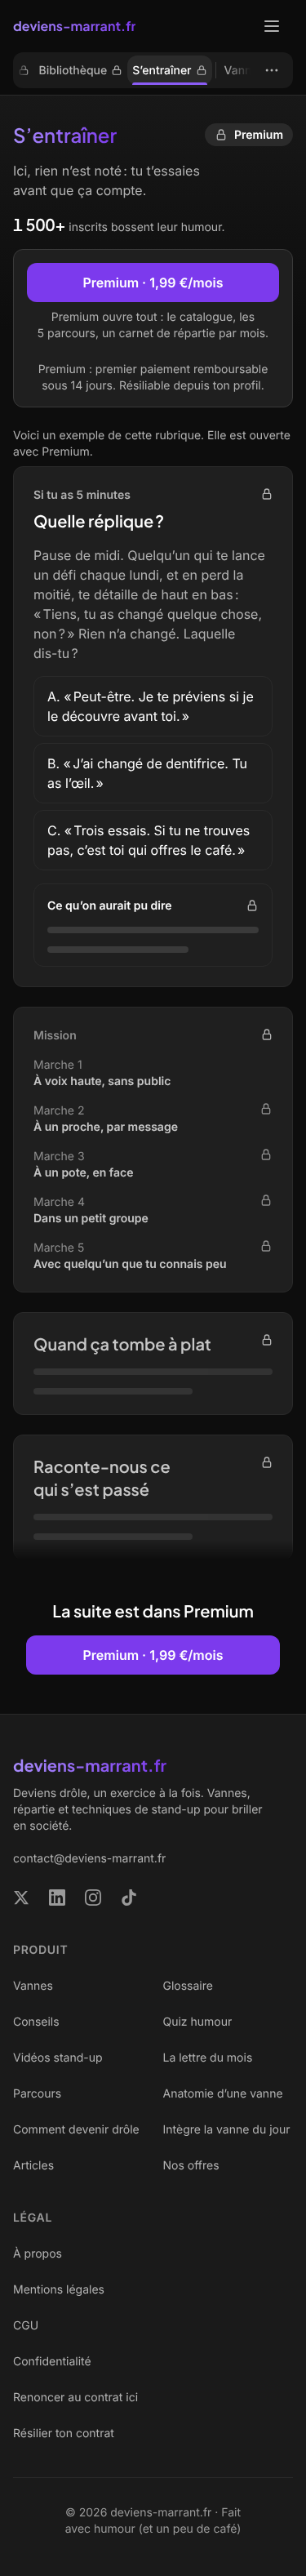 deviens-marrant.fr
Bibliothèque
S’entraîner
Van
S’entraîner
Premium
Ici, rien n’est noté : tu t’essaies
avant que ça compte.
1 500+ inscrits bossent leur humour.
Premium · 1,99 €/mois
Premium ouvre tout : le catalogue, les
5 parcours, un carnet de répartie par mois.
Premium : premier paiement remboursable
sous 14 jours. Résiliable depuis ton profil.
Voici un exemple de cette rubrique. Elle est ouverte
avec Premium.
Si tu as 5 minutes
Quelle réplique ?
Pause de midi. Quelqu’un qui te lance
un défi chaque lundi, et en perd la
moitié, te détaille de haut en bas :
« Tiens, tu as changé quelque chose,
non ? » Rien n’a changé. Laquelle
dis-tu ?
A. « Peut-être. Je te préviens si je
le découvre avant toi. »
B. « J’ai changé de dentifrice. Tu
as l’œil. »
C. « Trois essais. Si tu ne trouves
pas, c’est toi qui offres le café. »
Ce qu’on aurait pu dire
Mission
Marche 1
À voix haute, sans public
Marche 2
À un proche, par message
Marche 3
À un pote, en face
Marche 4
Dans un petit groupe
Marche 5
Avec quelqu’un que tu connais peu
Quand ça tombe à plat
Raconte-nous ce
qui s’est passé
La suite est dans Premium
Premium · 1,99 €/mois
deviens-marrant.fr
Deviens drôle, un exercice à la fois. Vannes,
répartie et techniques de stand-up pour briller
en société.
contact@deviens-marrant.fr
PRODUIT
Vannes
Glossaire
Conseils
Quiz humour
Vidéos stand-up
La lettre du mois
Parcours
Anatomie d’une vanne
Comment devenir drôle
Intègre la vanne du jour
Articles
Nos offres
LÉGAL
À propos
Mentions légales
CGU
Confidentialité
Renoncer au contrat ici
Résilier ton contrat
© 2026 deviens-marrant.fr · Fait
avec humour (et un peu de café)